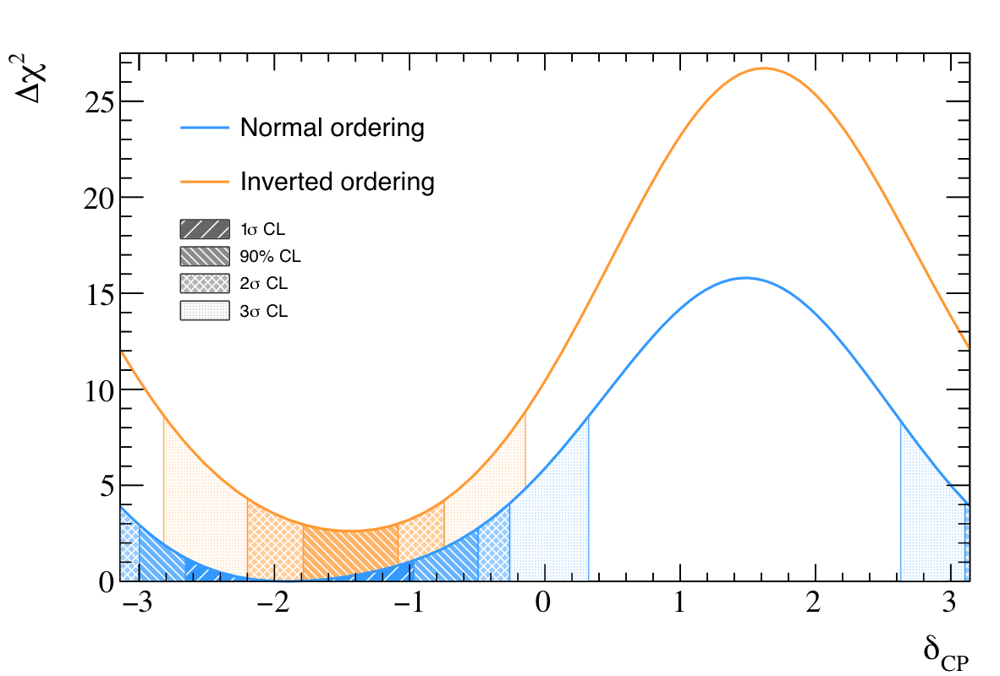 Δχ²
25
20
15
10
5
0
Normal ordering
Inverted ordering
1σ CL
90% CL
2σ CL
3σ CL
−3 −2 −1 0 1 2 3
δCP